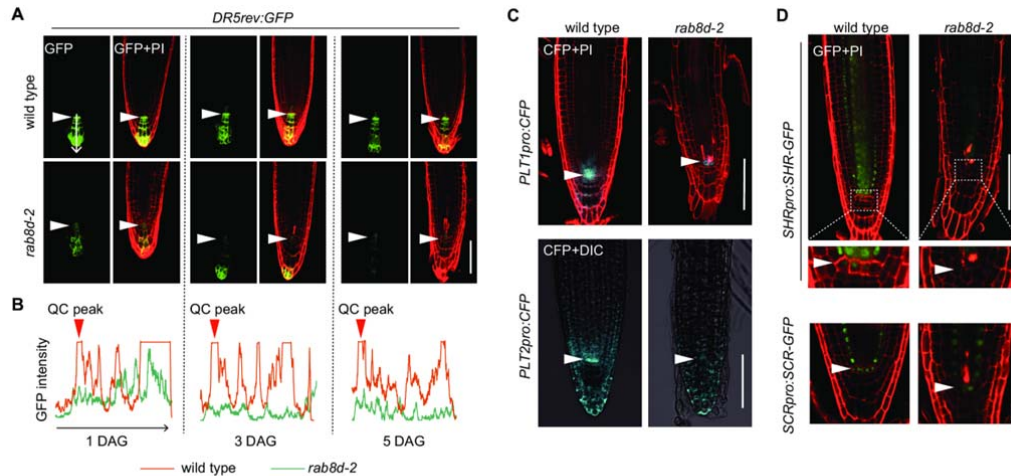 A
DR5rev:GFP
GFP
GFP+PI
wild type
rab8d-2
B
QC peak
QC peak
QC peak
GFP intensity
1 DAG
3 DAG
5 DAG
wild type
rab8d-2
C
wild type
rab8d-2
CFP+PI
PLT1pro:CFP
CFP+DIC
PLT2pro:CFP
D
wild type
rab8d-2
GFP+PI
SHRpro:SHR-GFP
SCRpro:SCR-GFP